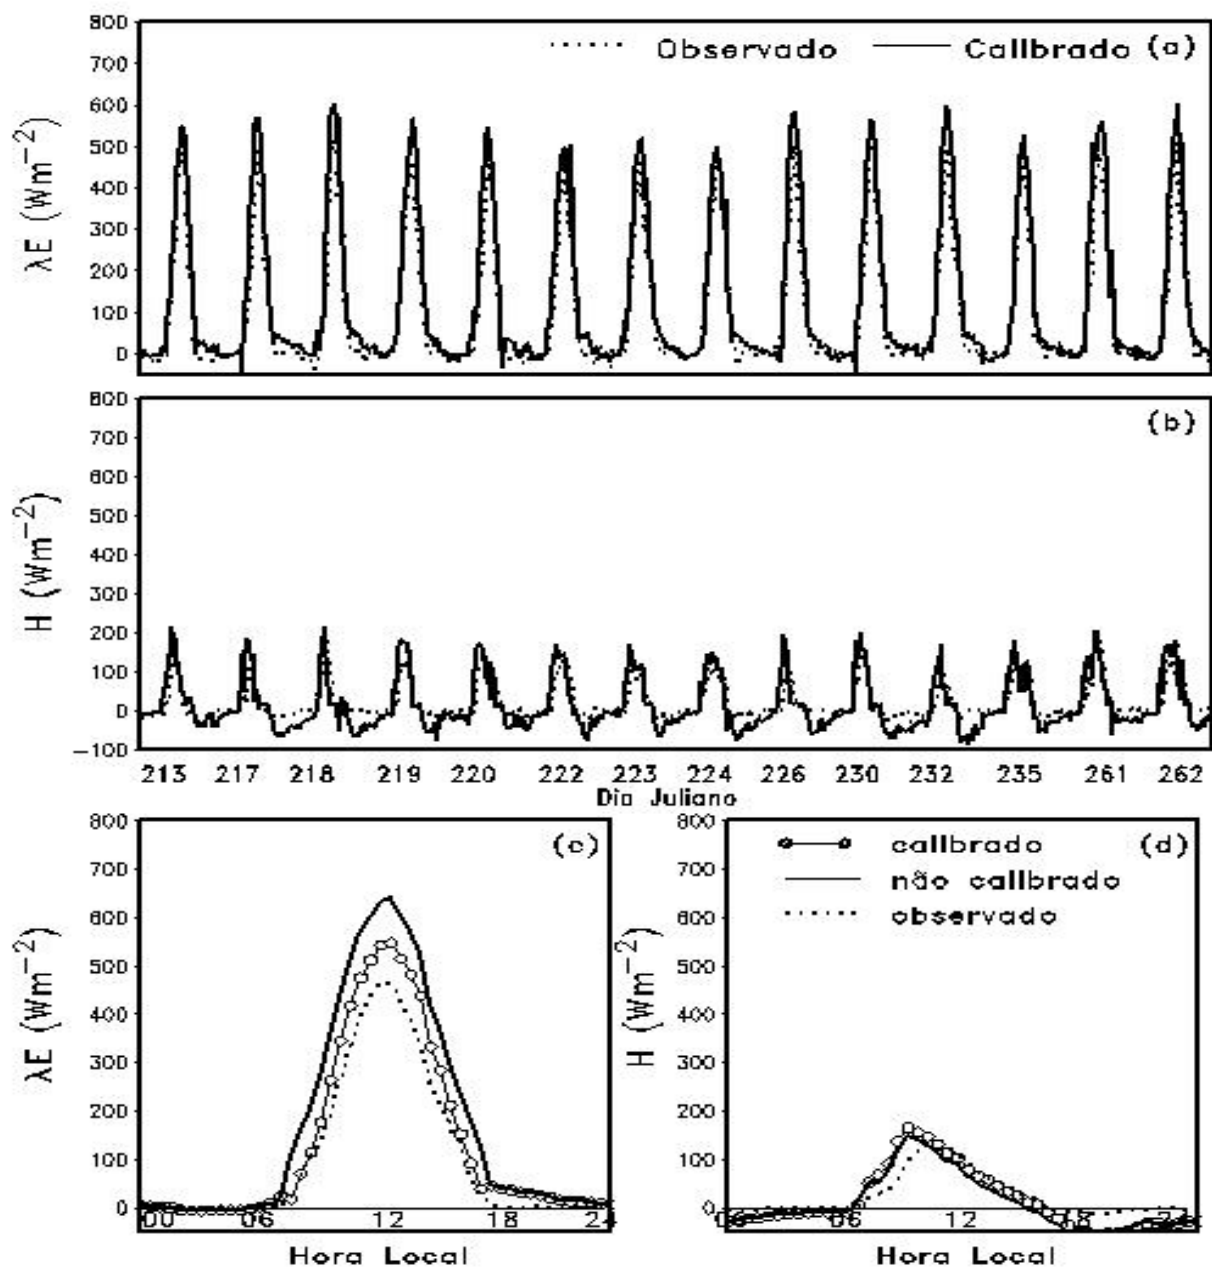 800
700
600
500
400
300
200
100
0
λE (Wm−2)
Observado
Calibrado
(a)
800
700
600
500
400
300
200
100
0
−100
H (Wm−2)
(b)
213 217 218 219 220 222 223 224 226 230 232 235 261 262
Dia Juliano
800
700
600
500
400
300
200
100
0
λE (Wm−2)
(c)
00 06 12 18 24
Hora Local
800
700
600
500
400
300
200
100
0
H (Wm−2)
calibrado
(d)
não calibrado
observado
06 12 18 24
Hora Local